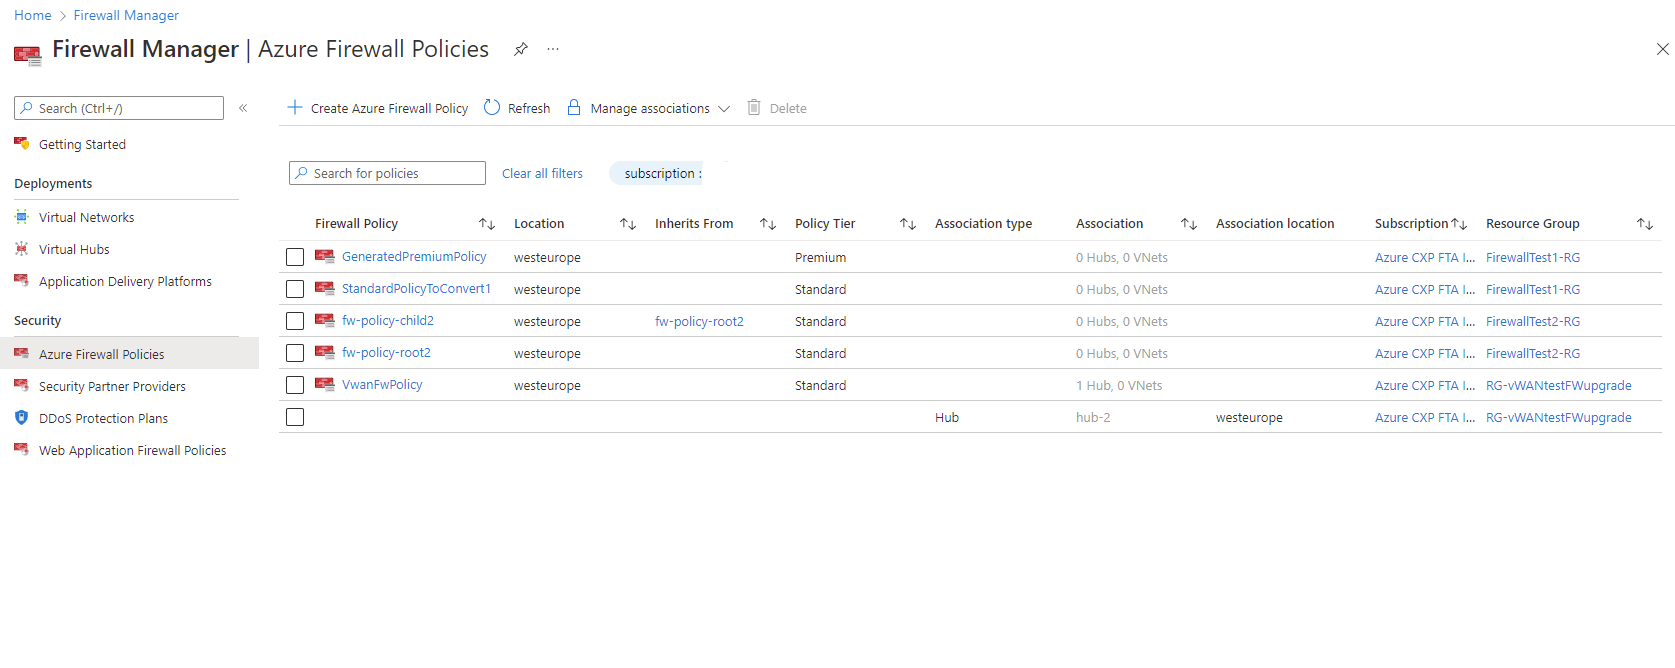 Home > Firewall Manager
Firewall Manager | Azure Firewall Policies ...
Search (Ctrl+/) «
Create Azure Firewall Policy Refresh Manage associations Delete
Getting Started
Deployments
Virtual Networks
Virtual Hubs
Application Delivery Platforms
Security
Azure Firewall Policies
Security Partner Providers
DDoS Protection Plans
Web Application Firewall Policies
Search for policies Clear all filters subscription :
Firewall Policy Location Inherits From Policy Tier Association type Association Association location Subscription Resource Group
GeneratedPremiumPolicy westeurope Premium 0 Hubs, 0 VNets Azure CXP FTA I... FirewallTest1-RG
StandardPolicyToConvert1 westeurope Standard 0 Hubs, 0 VNets Azure CXP FTA I... FirewallTest1-RG
fw-policy-child2 westeurope fw-policy-root2 Standard 0 Hubs, 0 VNets Azure CXP FTA I... FirewallTest2-RG
fw-policy-root2 westeurope Standard 0 Hubs, 0 VNets Azure CXP FTA I... FirewallTest2-RG
VwanFwPolicy westeurope Standard 1 Hub, 0 VNets Azure CXP FTA I... RG-vWANtestFWupgrade
Hub hub-2 westeurope Azure CXP FTA I... RG-vWANtestFWupgrade